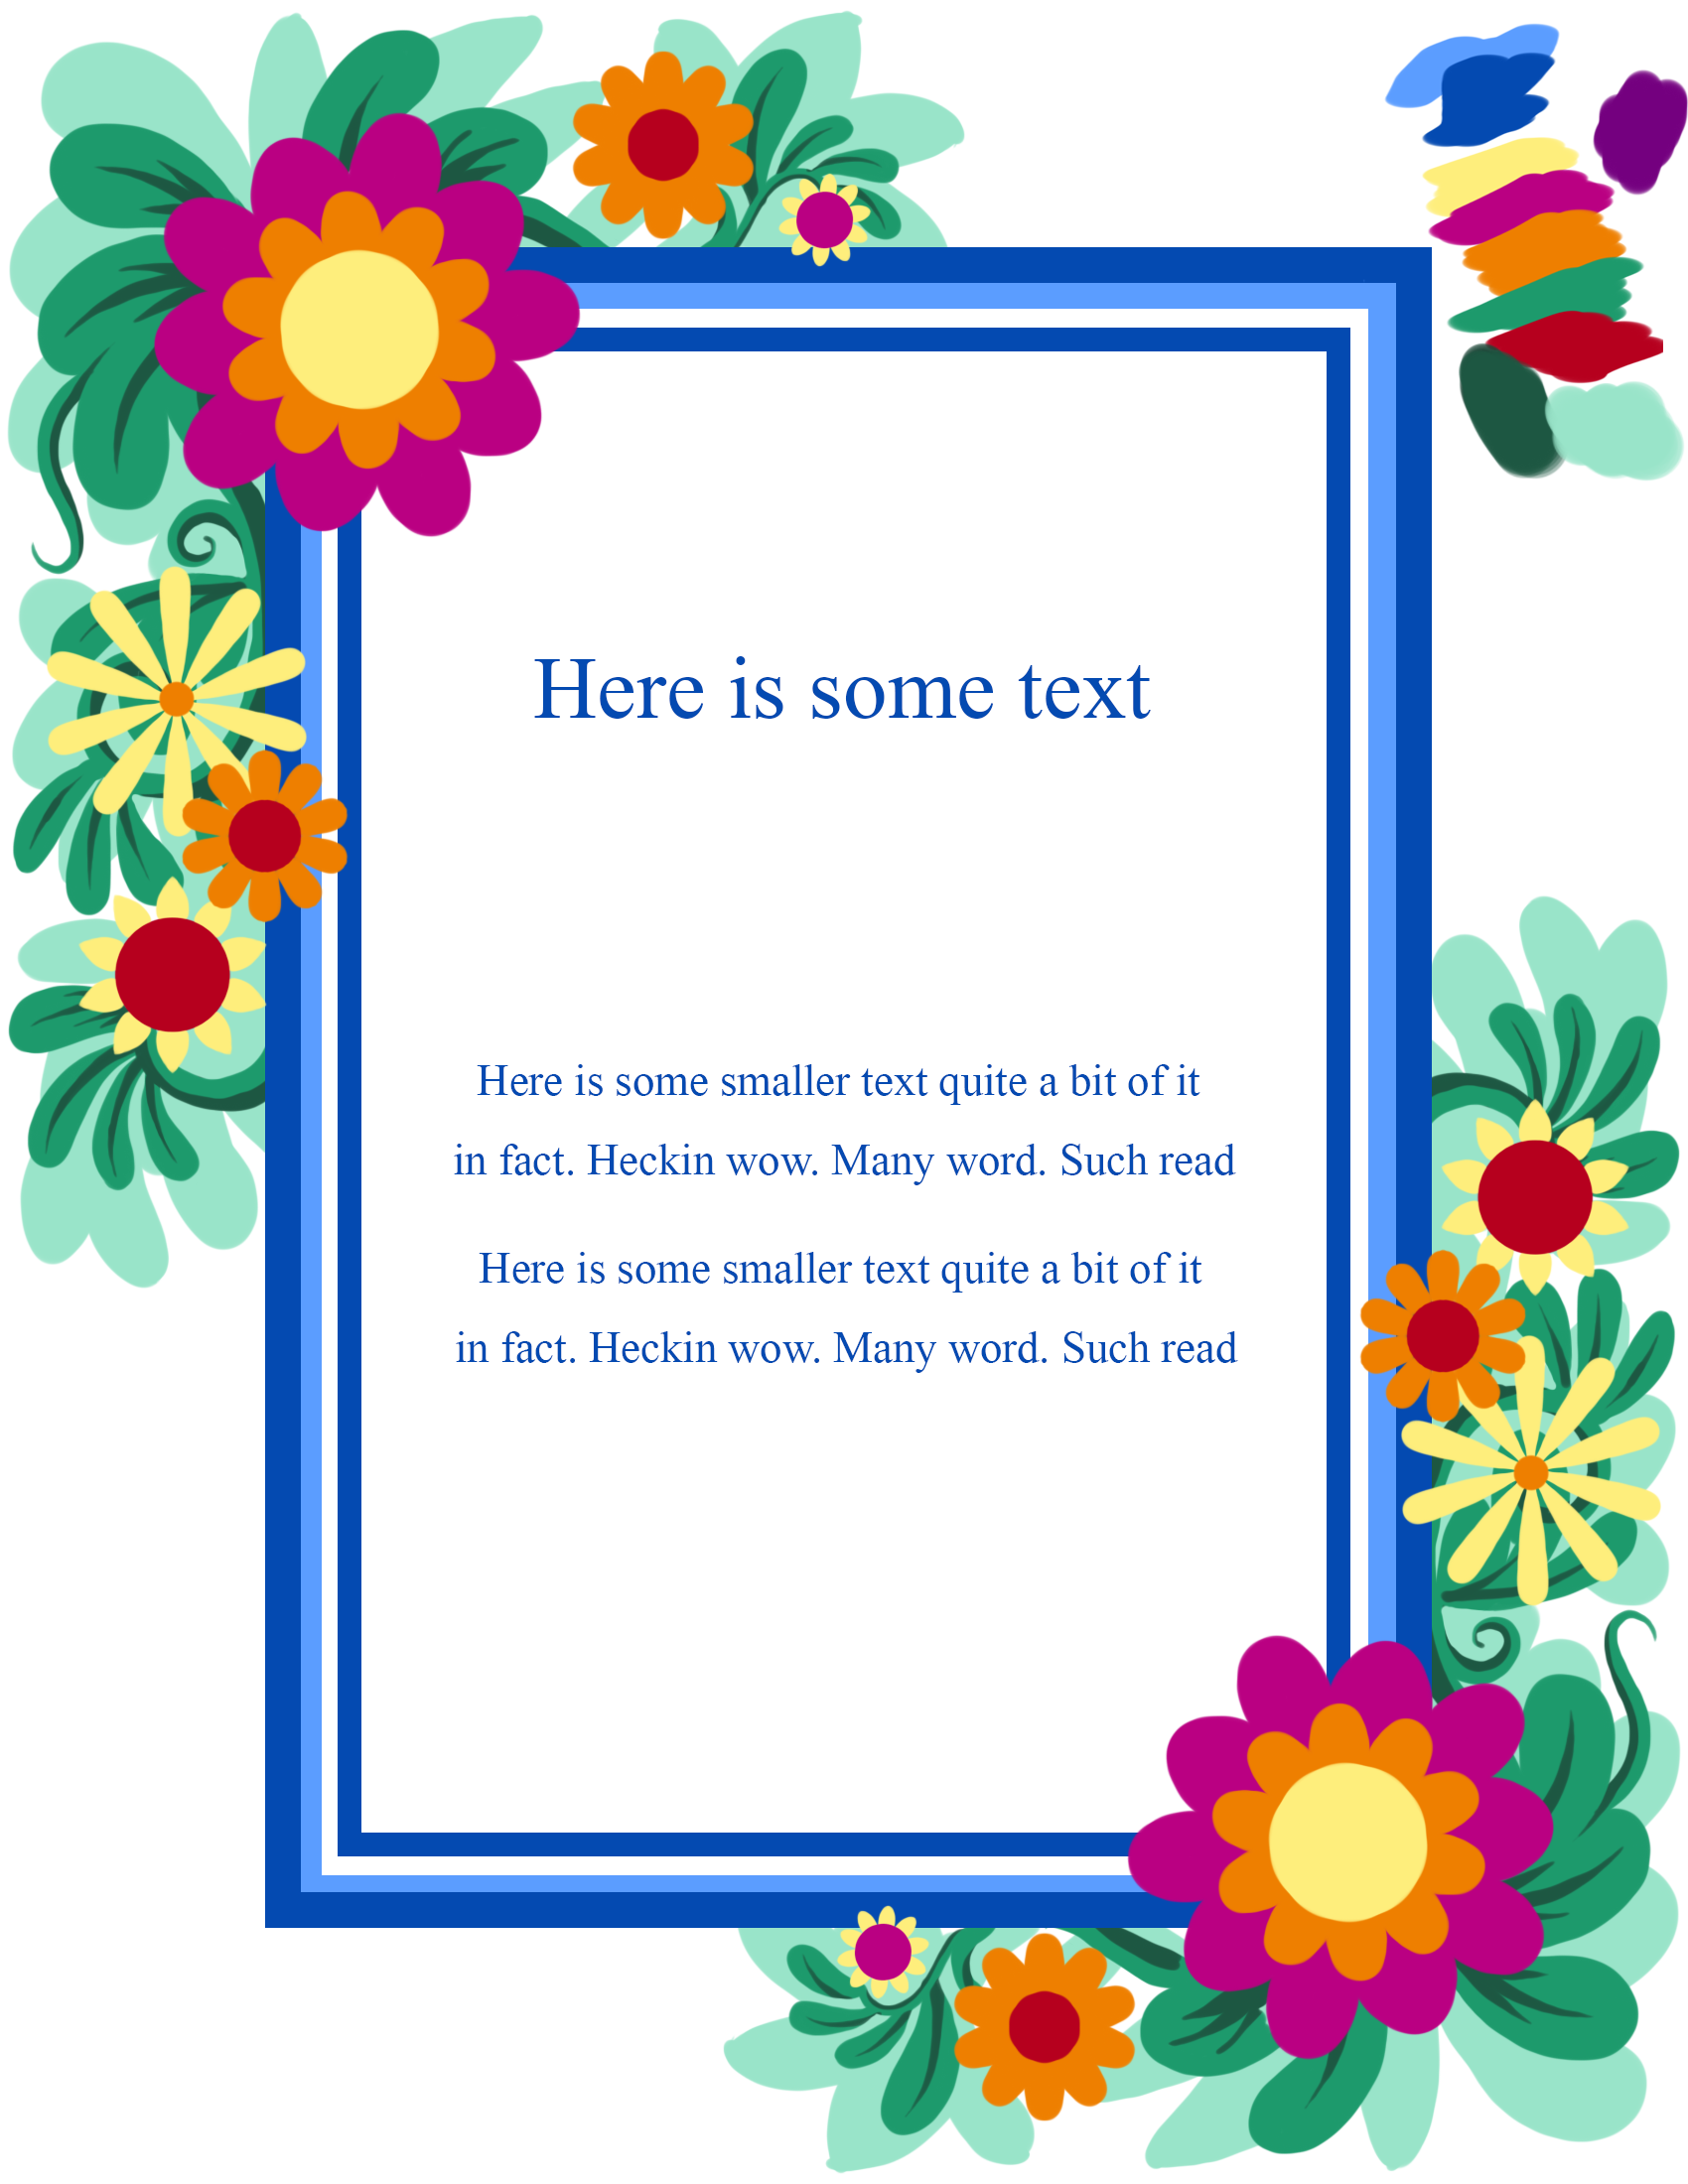 Here is some text
Here is some smaller text quite a bit of it
in fact. Heckin wow. Many word. Such read
Here is some smaller text quite a bit of it
in fact. Heckin wow. Many word. Such read